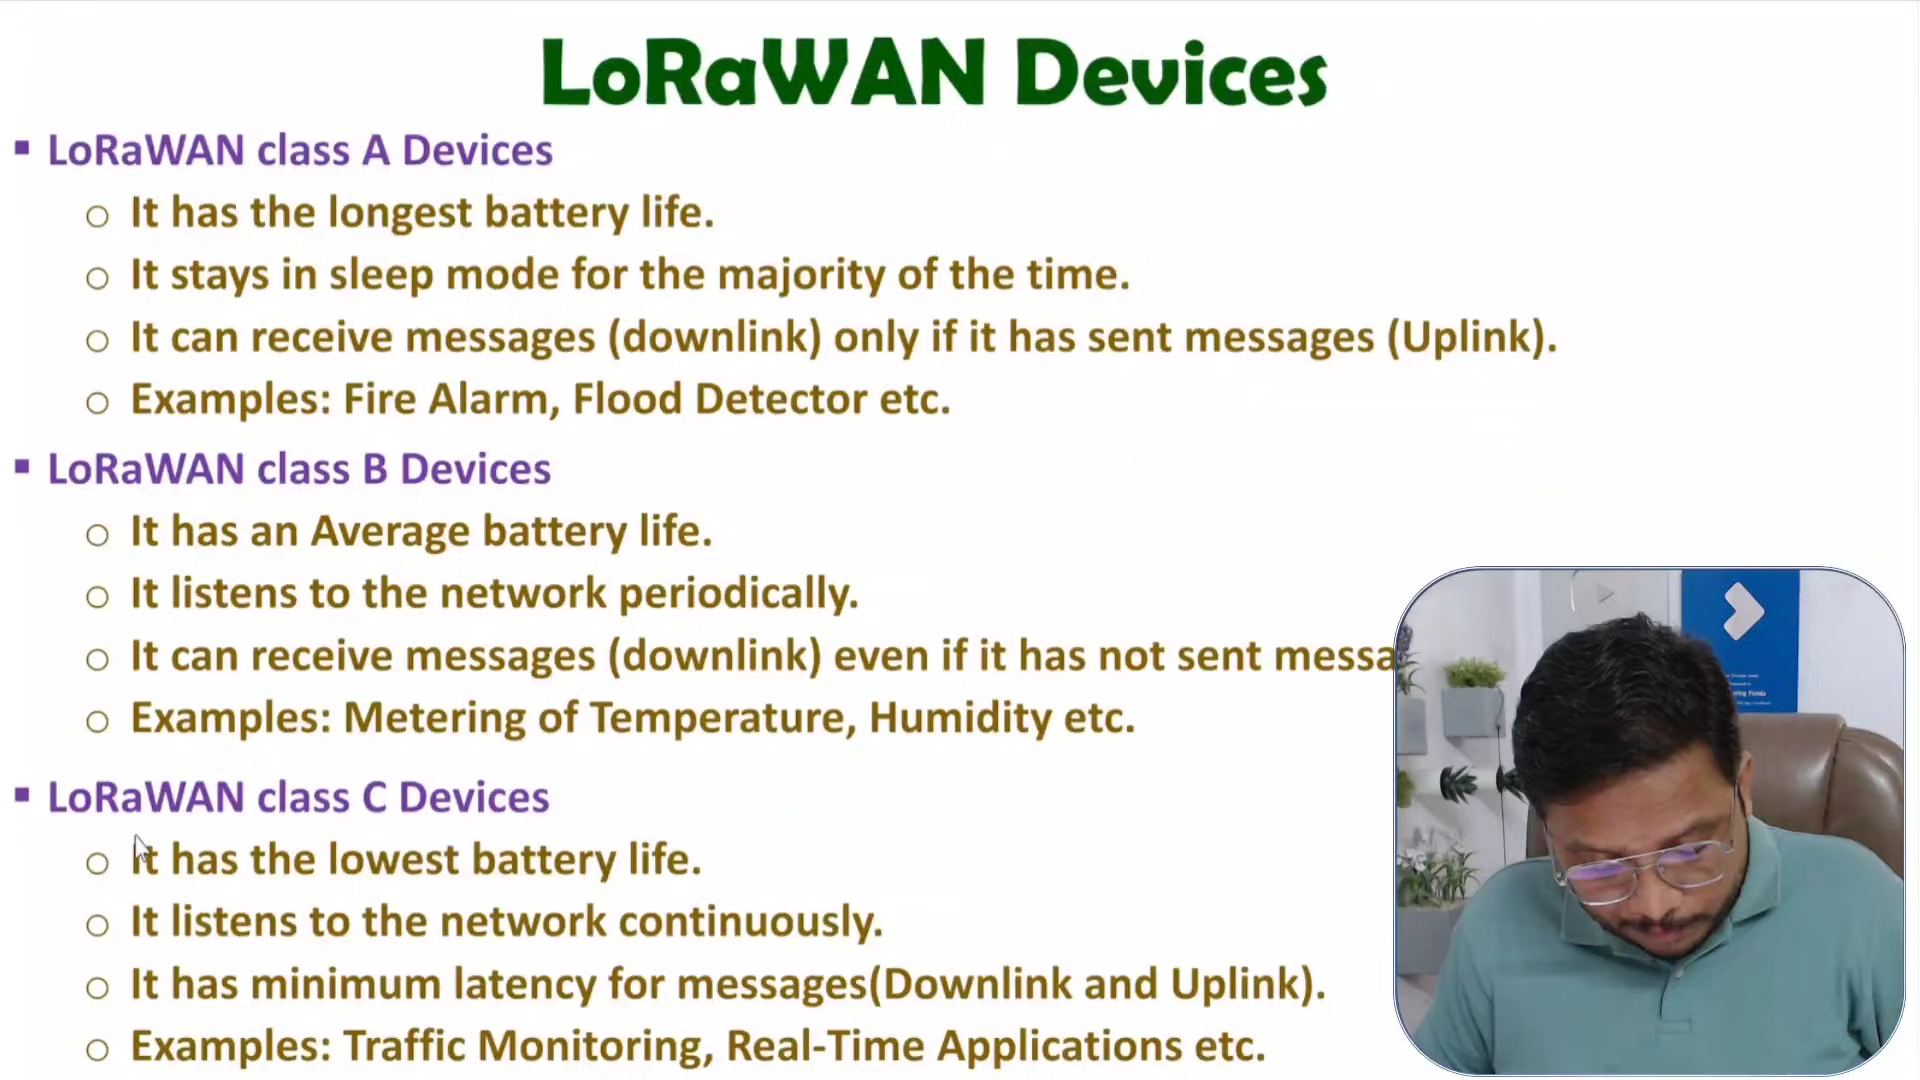 LoRaWAN Devices
▪ LoRaWAN class A Devices
o It has the longest battery life.
o It stays in sleep mode for the majority of the time.
o It can receive messages (downlink) only if it has sent messages (Uplink).
o Examples: Fire Alarm, Flood Detector etc.
▪ LoRaWAN class B Devices
o It has an Average battery life.
o It listens to the network periodically.
o It can receive messages (downlink) even if it has not sent messa
o Examples: Metering of Temperature, Humidity etc.
▪ LoRaWAN class C Devices
o It has the lowest battery life.
o It listens to the network continuously.
o It has minimum latency for messages(Downlink and Uplink).
o Examples: Traffic Monitoring, Real-Time Applications etc.